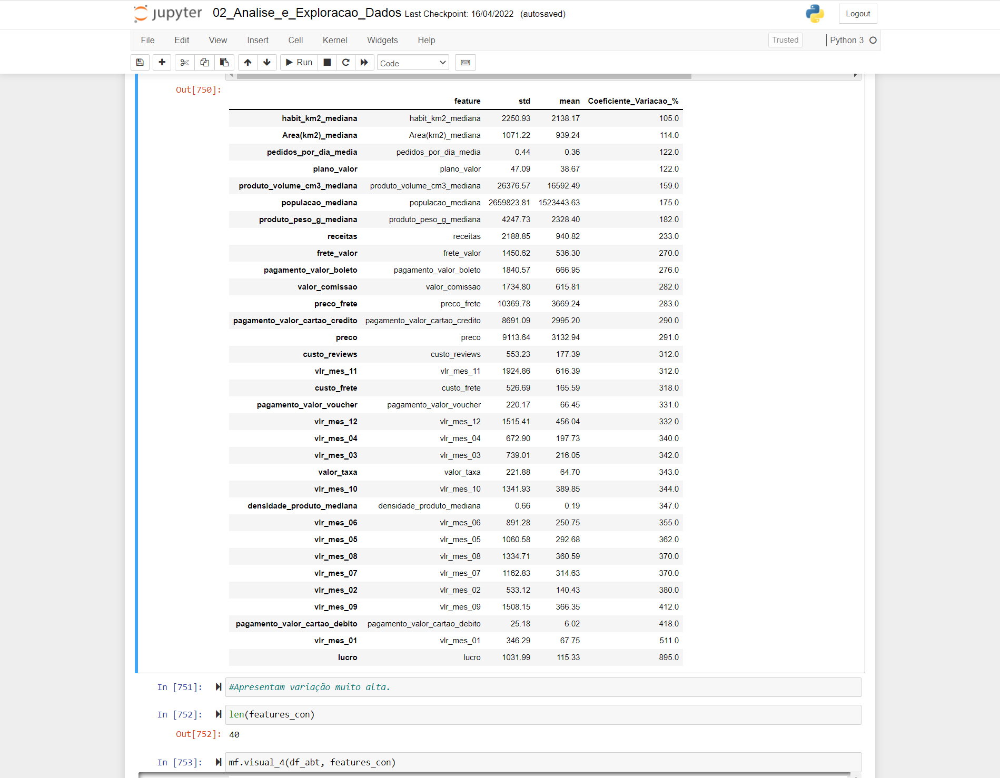 jupyter 02_Analise_e_Exploracao_Dados Last Checkpoint: 16/04/2022 (autosaved) Logout
File Edit View Insert Cell Kernel Widgets Help Trusted Python 3
Run Code
Out[750]:
feature std mean Coeficiente_Variacao_%
habit_km2_mediana habit_km2_mediana 2250.93 2138.17 105.0
Area(km2)_mediana Area(km2)_mediana 1071.22 939.24 114.0
pedidos_por_dia_media pedidos_por_dia_media 0.44 0.36 122.0
plano_valor plano_valor 47.09 38.67 122.0
produto_volume_cm3_mediana produto_volume_cm3_mediana 26376.57 16592.49 159.0
populacao_mediana populacao_mediana 2659823.81 1523443.63 175.0
produto_peso_g_mediana produto_peso_g_mediana 4247.73 2328.40 182.0
receitas receitas 2188.85 940.82 233.0
frete_valor frete_valor 1450.62 536.30 270.0
pagamento_valor_boleto pagamento_valor_boleto 1840.57 666.95 276.0
valor_comissao valor_comissao 1734.80 615.81 282.0
preco_frete preco_frete 10369.78 3669.24 283.0
pagamento_valor_cartao_credito pagamento_valor_cartao_credito 8691.09 2995.20 290.0
preco preco 9113.64 3132.94 291.0
custo_reviews custo_reviews 553.23 177.39 312.0
vlr_mes_11 vlr_mes_11 1924.86 616.39 312.0
custo_frete custo_frete 526.69 165.59 318.0
pagamento_valor_voucher pagamento_valor_voucher 220.17 66.45 331.0
vlr_mes_12 vlr_mes_12 1515.41 456.04 332.0
vlr_mes_04 vlr_mes_04 672.90 197.73 340.0
vlr_mes_03 vlr_mes_03 739.01 216.05 342.0
valor_taxa valor_taxa 221.88 64.70 343.0
vlr_mes_10 vlr_mes_10 1341.93 389.85 344.0
densidade_produto_mediana densidade_produto_mediana 0.66 0.19 347.0
vlr_mes_06 vlr_mes_06 891.28 250.75 355.0
vlr_mes_05 vlr_mes_05 1060.58 292.68 362.0
vlr_mes_08 vlr_mes_08 1334.71 360.59 370.0
vlr_mes_07 vlr_mes_07 1162.83 314.63 370.0
vlr_mes_02 vlr_mes_02 533.12 140.43 380.0
vlr_mes_09 vlr_mes_09 1508.15 366.35 412.0
pagamento_valor_cartao_debito pagamento_valor_cartao_debito 25.18 6.02 418.0
vlr_mes_01 vlr_mes_01 346.29 67.75 511.0
lucro lucro 1031.99 115.33 895.0
In [751]: #Apresentam variação muito alta.
In [752]: len(features_con)
Out[752]: 40
In [753]: mf.visual_4(df_abt, features_con)